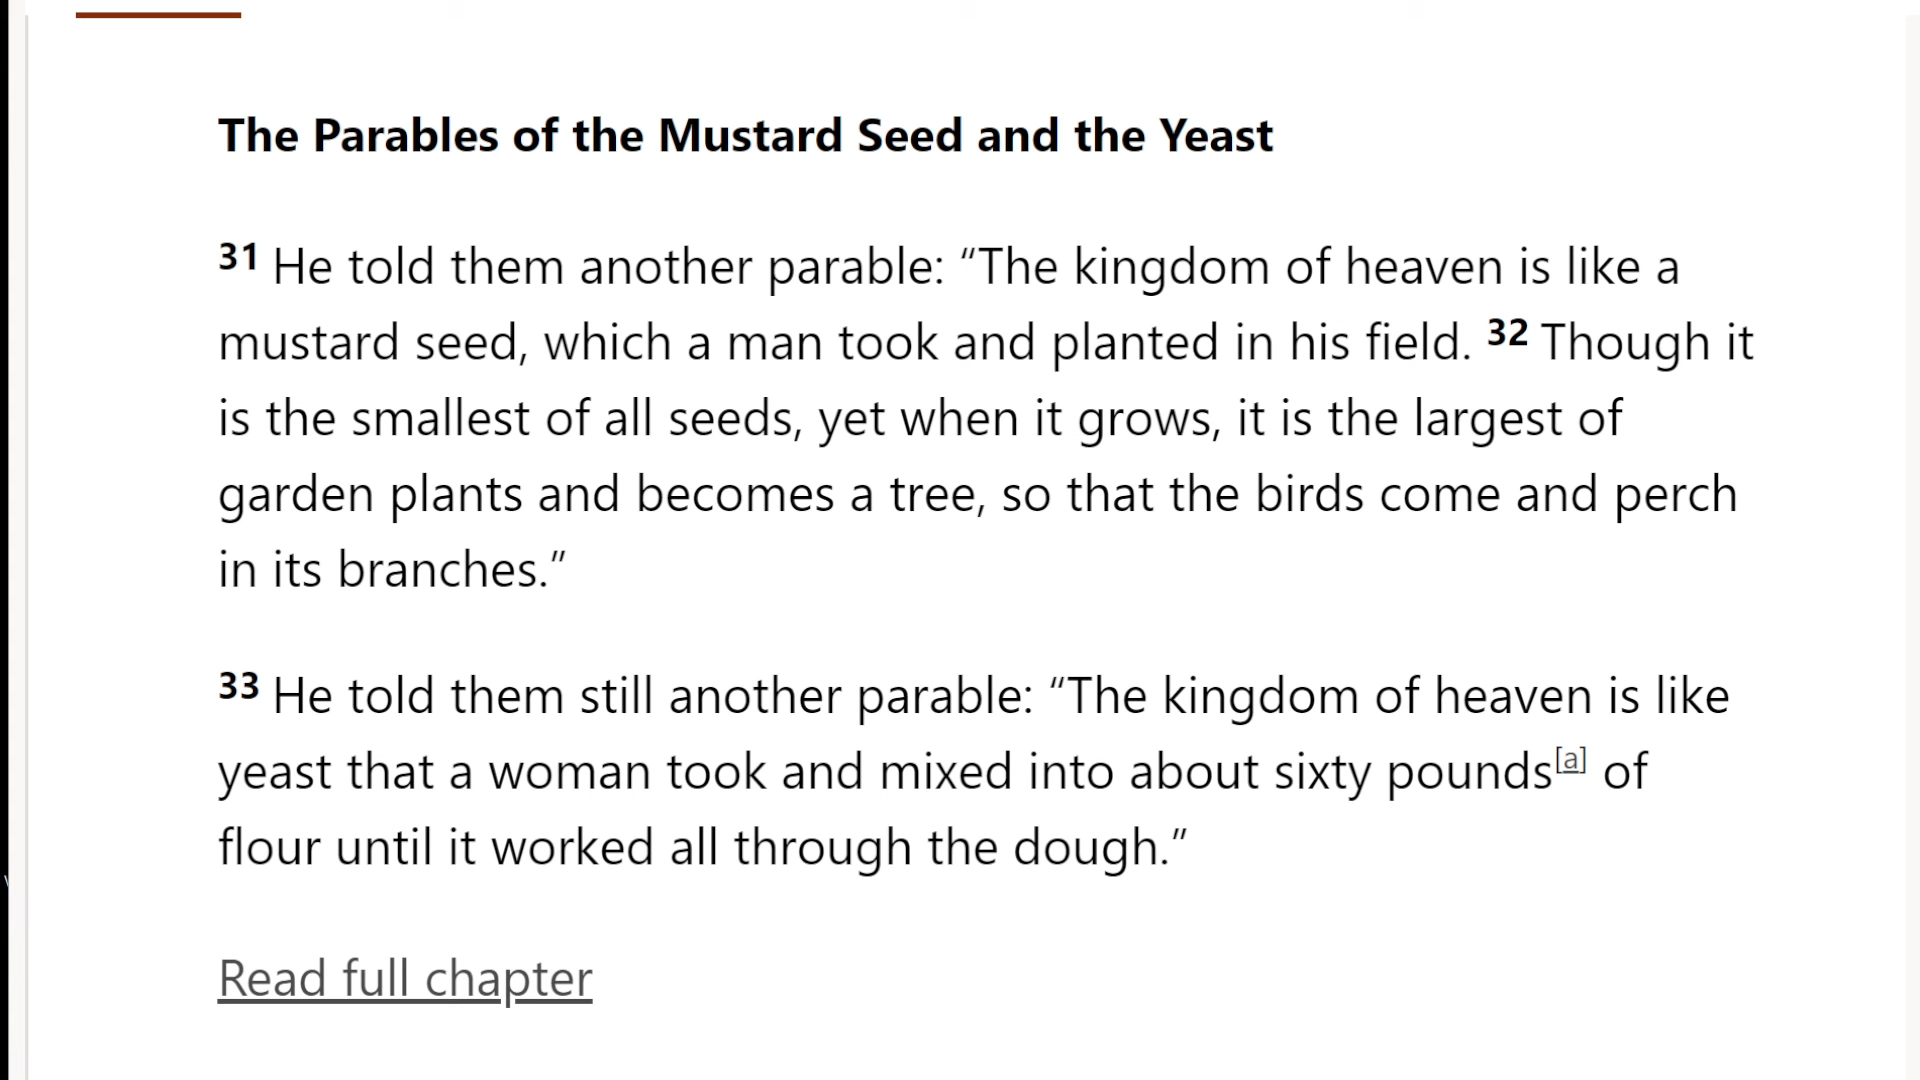 The Parables of the Mustard Seed and the Yeast
31 He told them another parable: “The kingdom of heaven is like a
mustard seed, which a man took and planted in his field. 32 Though it
is the smallest of all seeds, yet when it grows, it is the largest of
garden plants and becomes a tree, so that the birds come and perch
in its branches.”
33 He told them still another parable: “The kingdom of heaven is like
yeast that a woman took and mixed into about sixty pounds[a] of
flour until it worked all through the dough.”
Read full chapter